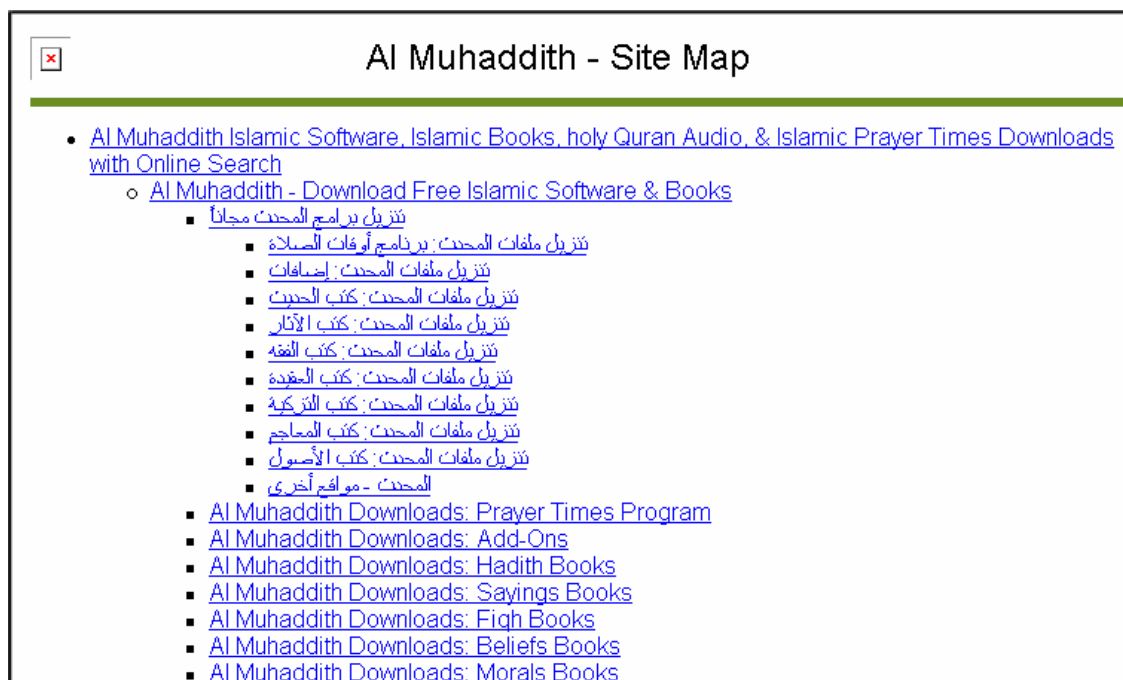 Al Muhaddith - Site Map
Al Muhaddith Islamic Software, Islamic Books, holy Quran Audio, & Islamic Prayer Times Downloads
with Online Search
Al Muhaddith - Download Free Islamic Software & Books
تنزيل برامج المحدث مجاناً
تنزيل ملفات المحدث: برنامج أوقات الصلاة
تنزيل ملفات المحدث: إضافات
تنزيل ملفات المحدث: كتب الحديث
تنزيل ملفات المحدث: كتب الآثار
تنزيل ملفات المحدث: كتب الفقه
تنزيل ملفات المحدث: كتب العقيدة
تنزيل ملفات المحدث: كتب التزكية
تنزيل ملفات المحدث: كتب المعاجم
تنزيل ملفات المحدث: كتب الأصول
المحدث - مواقع أخرى
Al Muhaddith Downloads: Prayer Times Program
Al Muhaddith Downloads: Add-Ons
Al Muhaddith Downloads: Hadith Books
Al Muhaddith Downloads: Sayings Books
Al Muhaddith Downloads: Fiqh Books
Al Muhaddith Downloads: Beliefs Books
Al Muhaddith Downloads: Morals Books